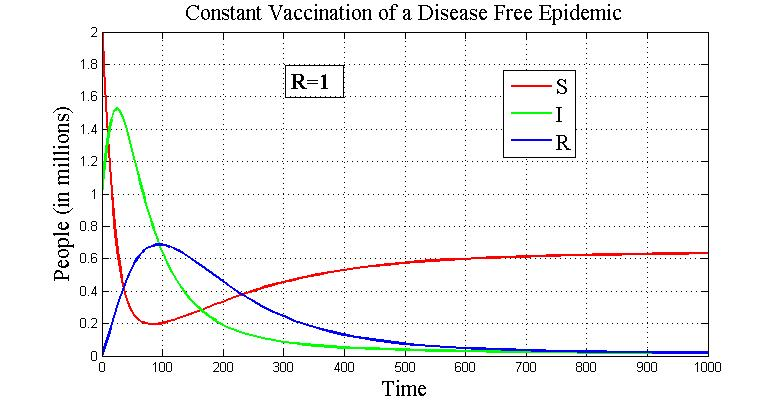 Constant Vaccination of a Disease Free Epidemic
R=1
S
I
R
People (in millions)
2
1.8
1.6
1.4
1.2
1
0.8
0.6
0.4
0.2
0
0 100 200 300 400 500 600 700 800 900 1000
Time